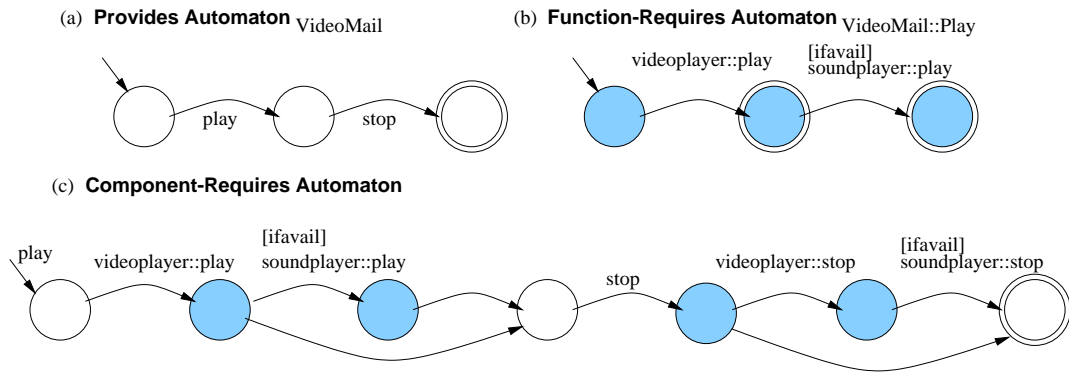 (a) Provides Automaton VideoMail
(b) Function-Requires Automaton VideoMail::Play
play
stop
videoplayer::play
[ifavail]
soundplayer::play
(c) Component-Requires Automaton
play
videoplayer::play
[ifavail]
soundplayer::play
stop
videoplayer::stop
[ifavail]
soundplayer::stop